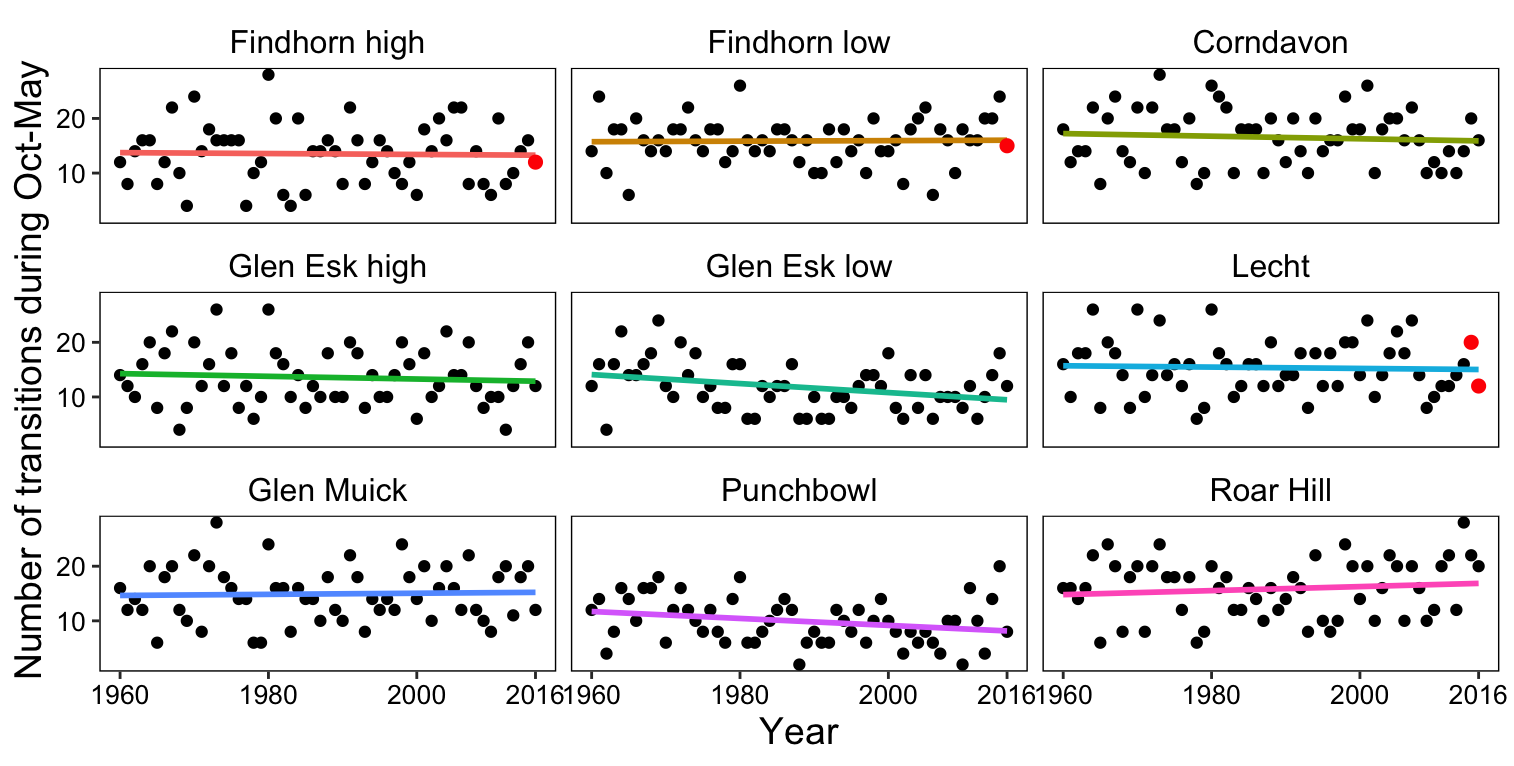 Number of transitions during Oct-May
Findhorn high
Findhorn low
Corndavon
20
10
Glen Esk high
Glen Esk low
Lecht
20
10
Glen Muick
Punchbowl
Roar Hill
20
10
1960 1980 2000 2016 1960 1980 2000 2016 1960 1980 2000 2016
Year